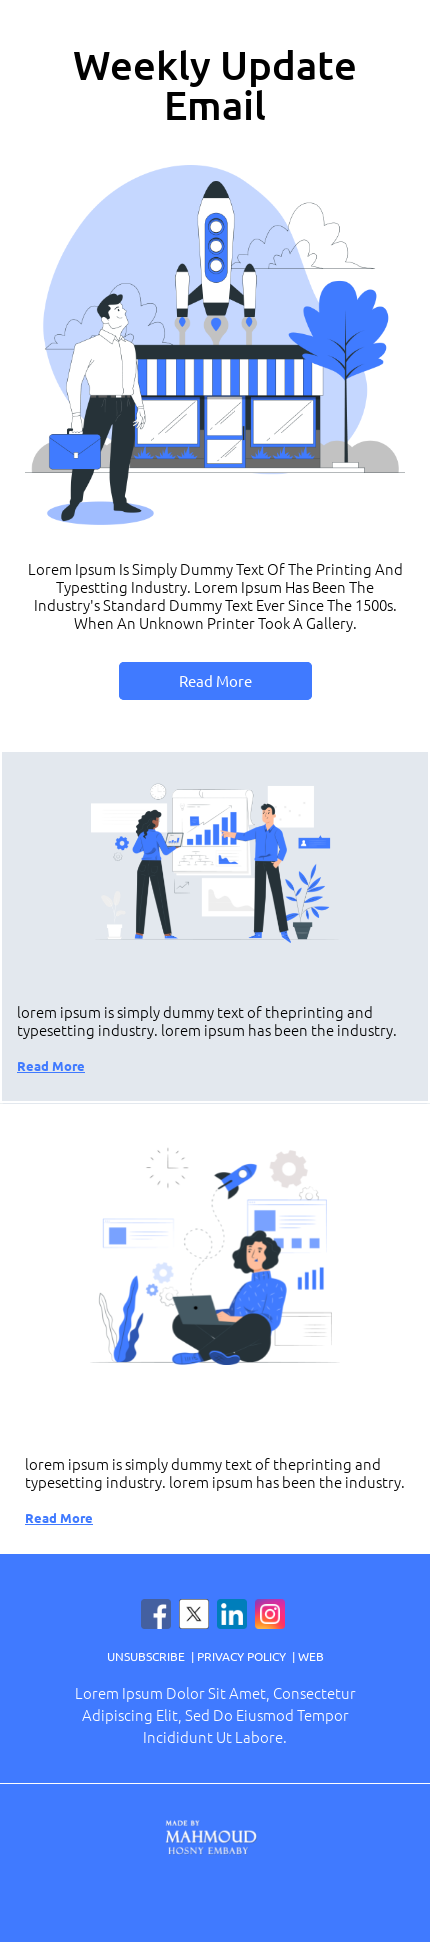 Weekly Update
Email
Lorem Ipsum Is Simply Dummy Text Of The Printing And
Typestting Industry. Lorem Ipsum Has Been The
Industry's Standard Dummy Text Ever Since The 1500s.
When An Unknown Printer Took A Gallery.
Read More
lorem ipsum is simply dummy text of theprinting and
typesetting industry. lorem ipsum has been the industry.
Read More
lorem ipsum is simply dummy text of theprinting and
typesetting industry. lorem ipsum has been the industry.
Read More
UNSUBSCRIBE | PRIVACY POLICY | WEB
Lorem Ipsum Dolor Sit Amet, Consectetur
Adipiscing Elit, Sed Do Eiusmod Tempor
Incididunt Ut Labore.
MADE BY
MAHMOUD
HOSNY EMBABY